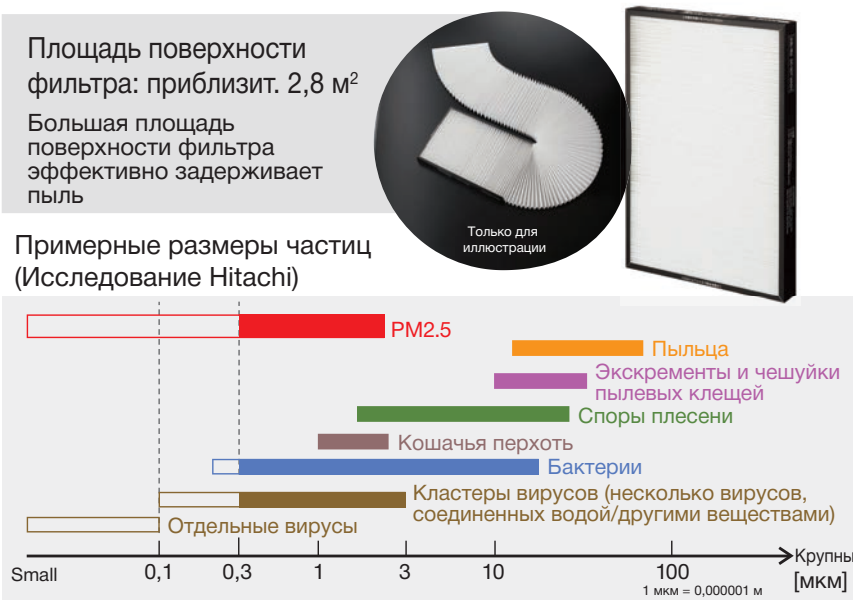 Площадь поверхности
фильтра: приблизит. 2,8 м²
Большая площадь
поверхности фильтра
эффективно задерживает
пыль
Только для
иллюстрации
Примерные размеры частиц
(Исследование Hitachi)
PM2.5
Пыльца
Экскременты и чешуйки
пылевых клещей
Споры плесени
Кошачья перхоть
Бактерии
Кластеры вирусов (несколько вирусов,
соединенных водой/другими веществами)
Отдельные вирусы
Small 0,1 0,3 1 3 10 100 Крупны
[мкм]
1 мкм = 0,000001 м